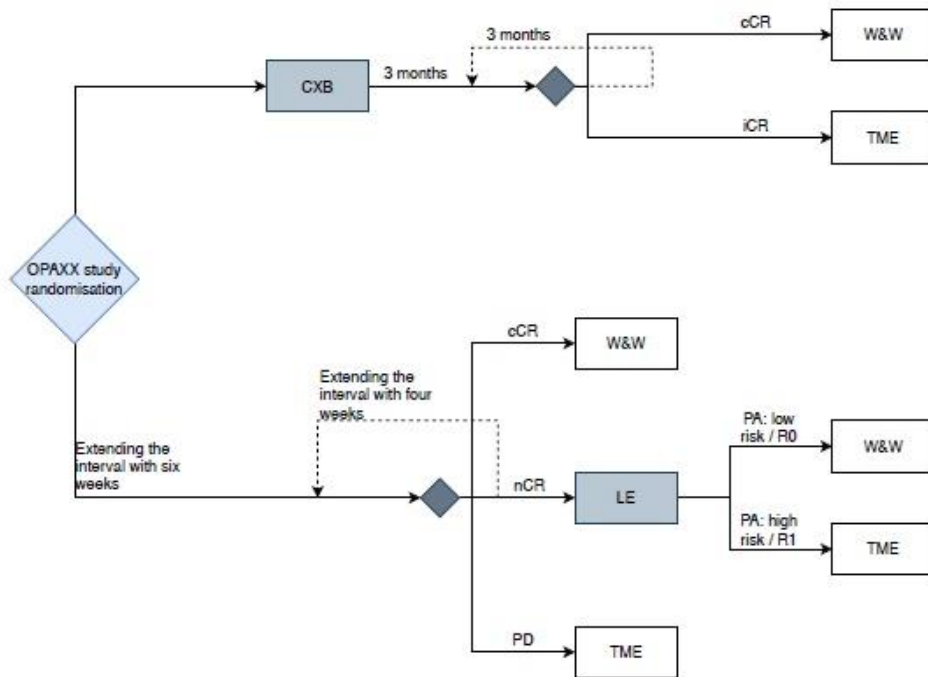 cCR
W&W
3 months
CXB
3 months
iCR
TME
OPAXX study
randomisation
cCR
W&W
Extending the
interval with four
weeks
PA: low
risk / R0
W&W
Extending the
interval with six
weeks
nCR
LE
PA: high
risk / R1
TME
PD
TME